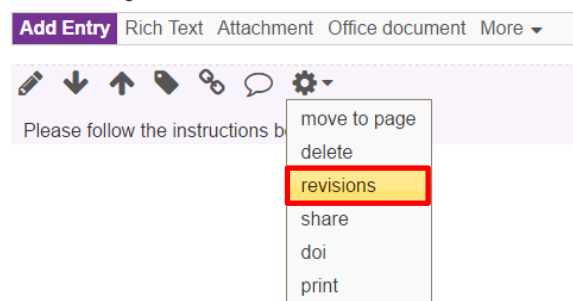 Add Entry Rich Text Attachment Office document More
Please follow the instructions b
move to page
delete
revisions
share
doi
print